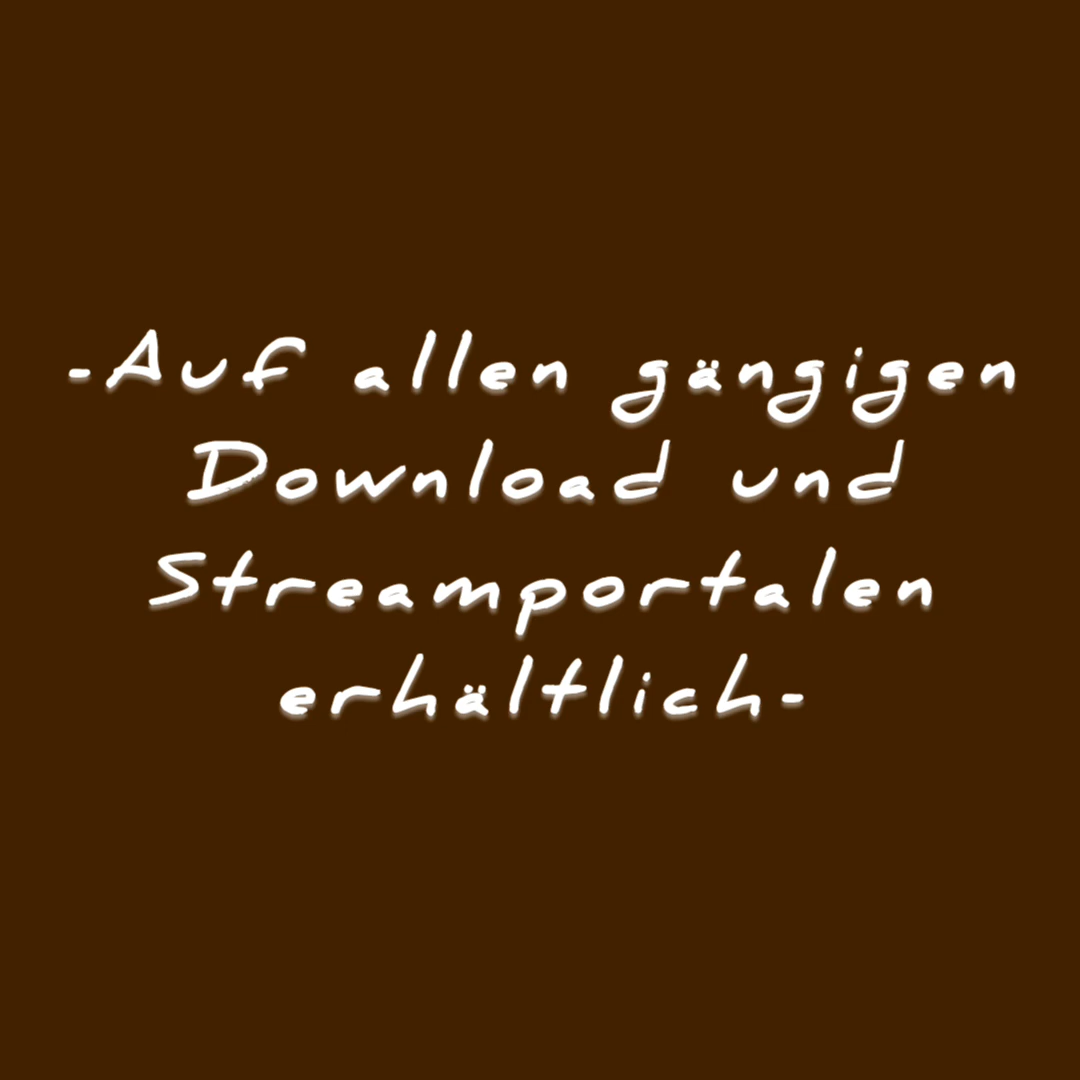 -Auf allen gängigen
Download und
Streamportalen
erhältlich-